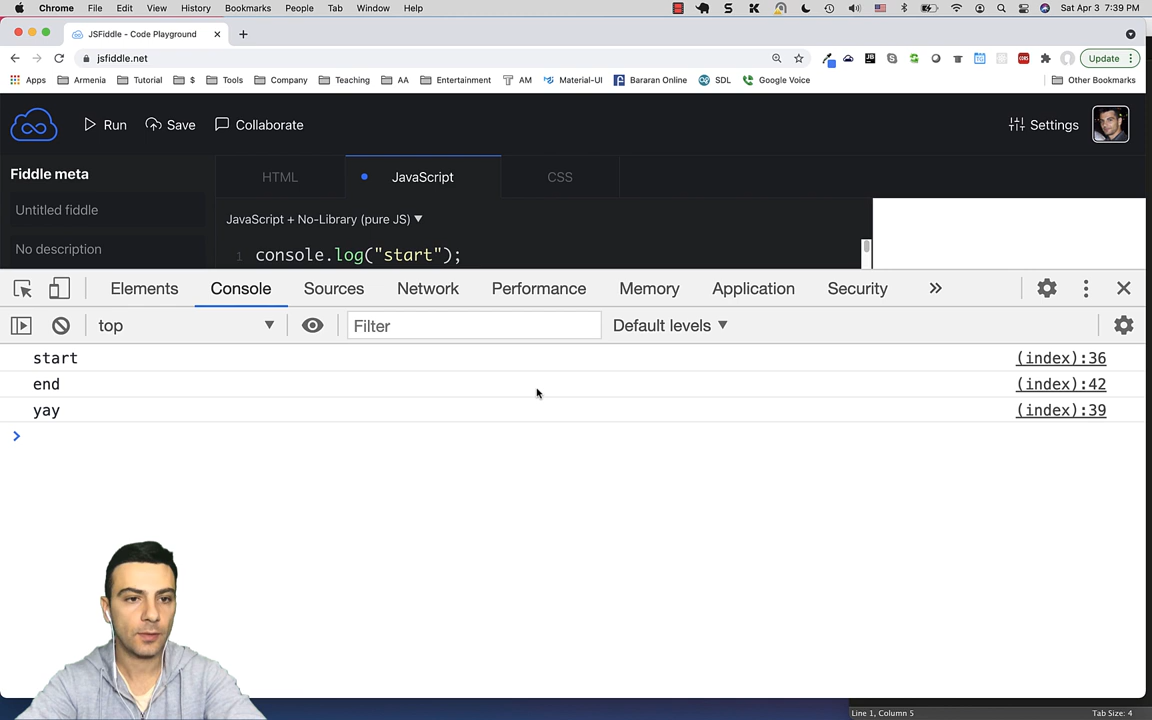 Chrome File Edit View History Bookmarks People Tab Window Help Sat Apr 3 7:39 PM
JSFiddle - Code Playground
jsfiddle.net Update
Apps Armenia Tutorial $ Tools Company Teaching AA Entertainment AM Material-UI Bararan Online SDL Google Voice Other Bookmarks
Run Save Collaborate Settings
Fiddle meta HTML JavaScript CSS
Untitled fiddle JavaScript + No-Library (pure JS)
No description 1 console.log("start");
Elements Console Sources Network Performance Memory Application Security
top Filter Default levels
start (index):36
end (index):42
yay (index):39
Line 1, Column 5 Tab Size: 4